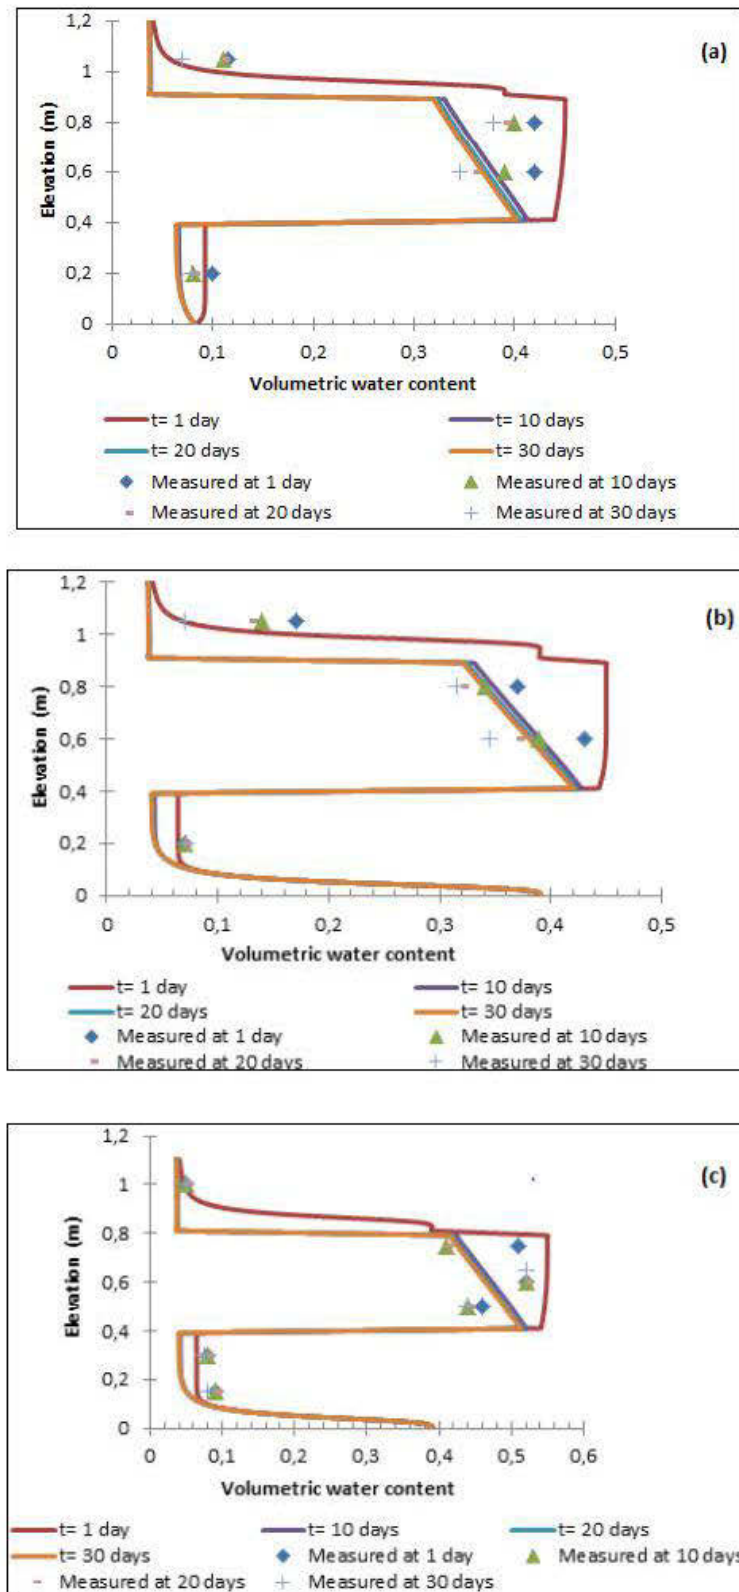 (a)
Elevation (m)
1,2
1
0,8
0,6
0,4
0,2
0
0 0,1 0,2 0,3 0,4 0,5
Volumetric water content
t= 1 day t= 10 days
t= 20 days t= 30 days
Measured at 1 day Measured at 10 days
Measured at 20 days Measured at 30 days
(b)
Elevation (m)
1,2
1
0,8
0,6
0,4
0,2
0
0 0,1 0,2 0,3 0,4 0,5
Volumetric water content
t= 1 day t= 10 days
t= 20 days t= 30 days
Measured at 1 day Measured at 10 days
Measured at 20 days Measured at 30 days
(c)
Elevation (m)
1,2
1
0,8
0,6
0,4
0,2
0
0 0,1 0,2 0,3 0,4 0,5 0,6
Volumetric water content
t= 1 day t= 10 days t= 20 days
t= 30 days Measured at 1 day Measured at 10 days
Measured at 20 days Measured at 30 days